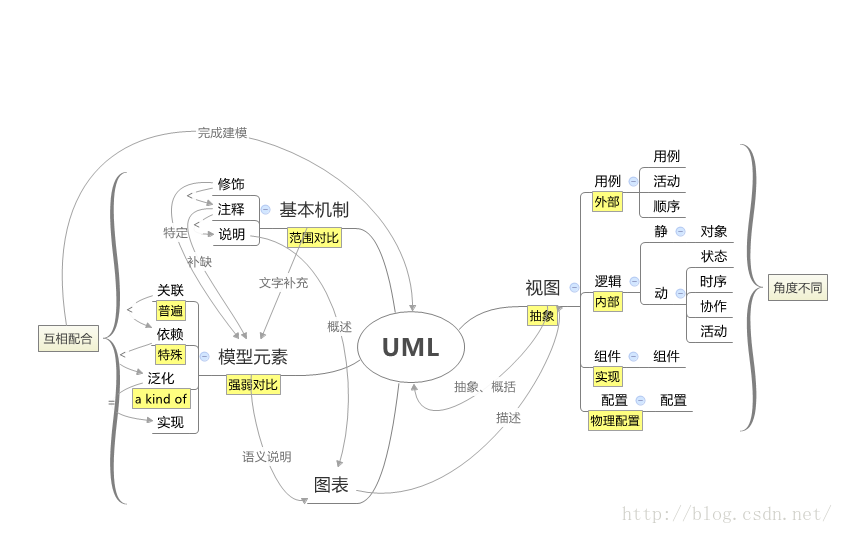 完成建模
修饰
注释
说明
<
<
特定
补缺
基本机制
范围对比
文字补充
概述
互相配合
关联
普遍
依赖
特殊
泛化
a kind of
实现
<
<
=
模型元素
强弱对比
语义说明
图表
UML
抽象、概括
描述
视图
抽象
用例
外部
用例
活动
顺序
逻辑
内部
静
对象
动
状态
时序
协作
活动
组件
实现
组件
配置
物理配置
配置
角度不同
http://blog.csdn.net/